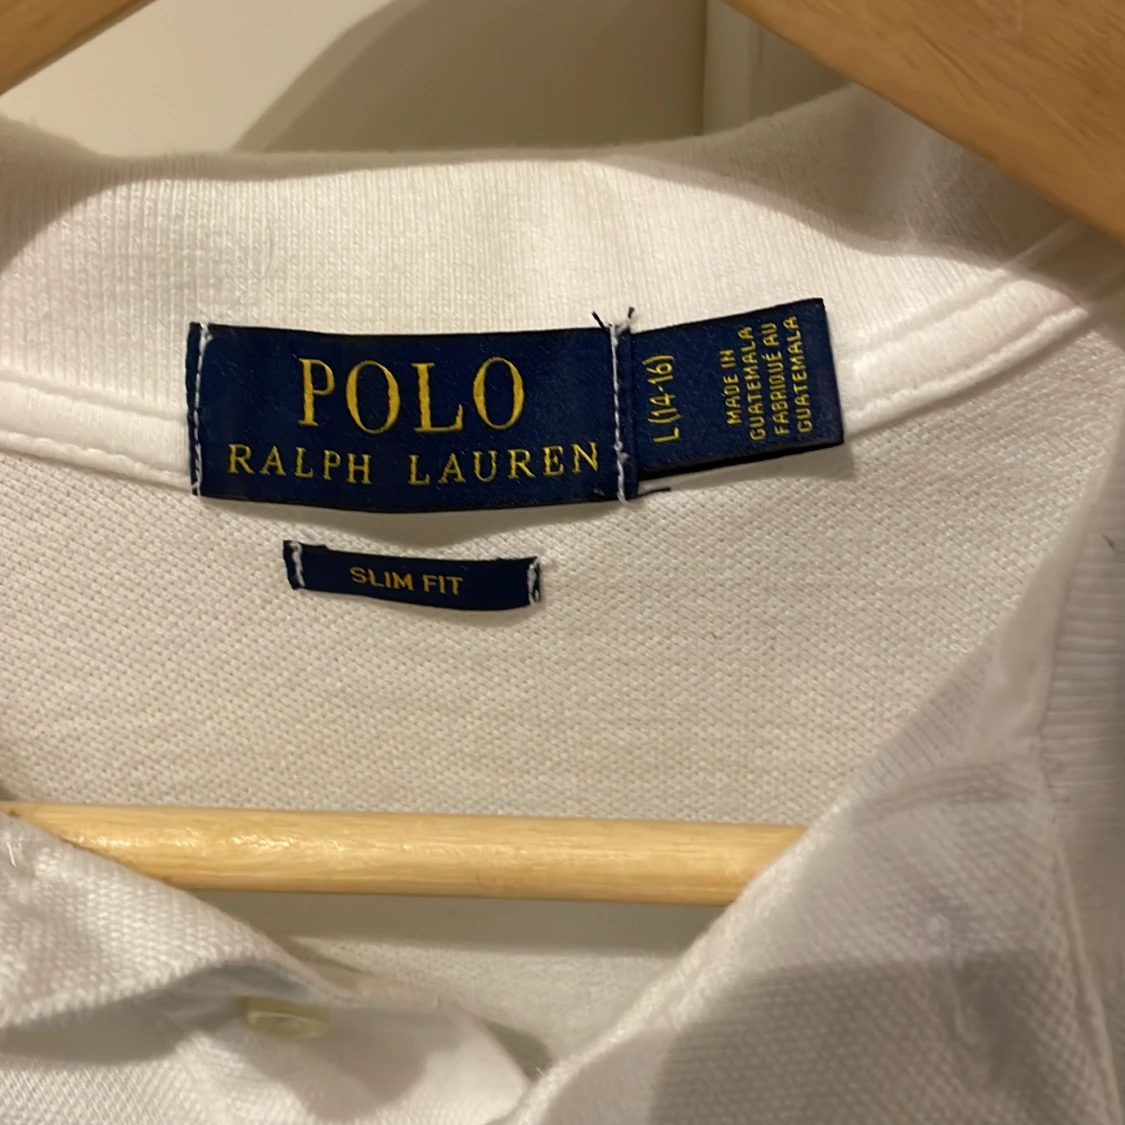 POLO
RALPH LAUREN
L(14-16)
MADE IN
GUATEMALA
FABRIQUÉ AU
GUATEMALA
SLIM FIT